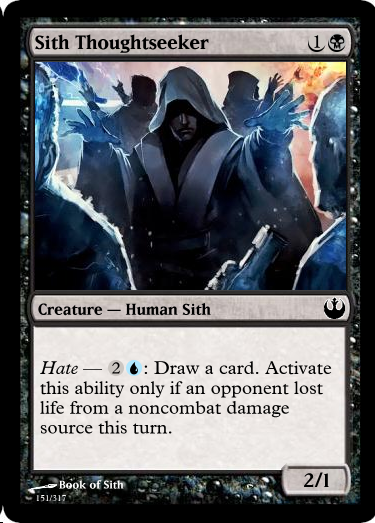 Sith Thoughtseeker 1
Creature — Human Sith
Hate — 2: Draw a card. Activate
this ability only if an opponent lost
life from a noncombat damage
source this turn.
Book of Sith
2/1
151/317